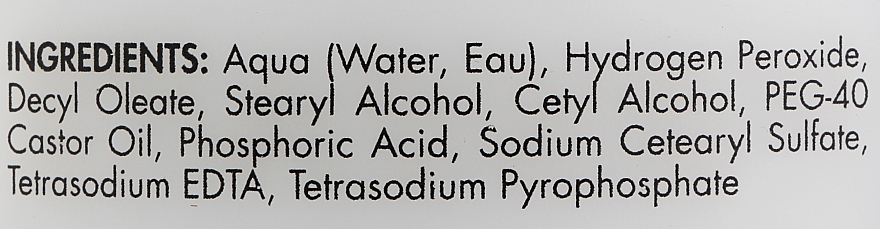 INGREDIENTS: Aqua (Water, Eau), Hydrogen Peroxide,
Decyl Oleate, Stearyl Alcohol, Cetyl Alcohol, PEG-40
Castor Oil, Phosphoric Acid, Sodium Cetearyl Sulfate,
Tetrasodium EDTA, Tetrasodium Pyrophosphate